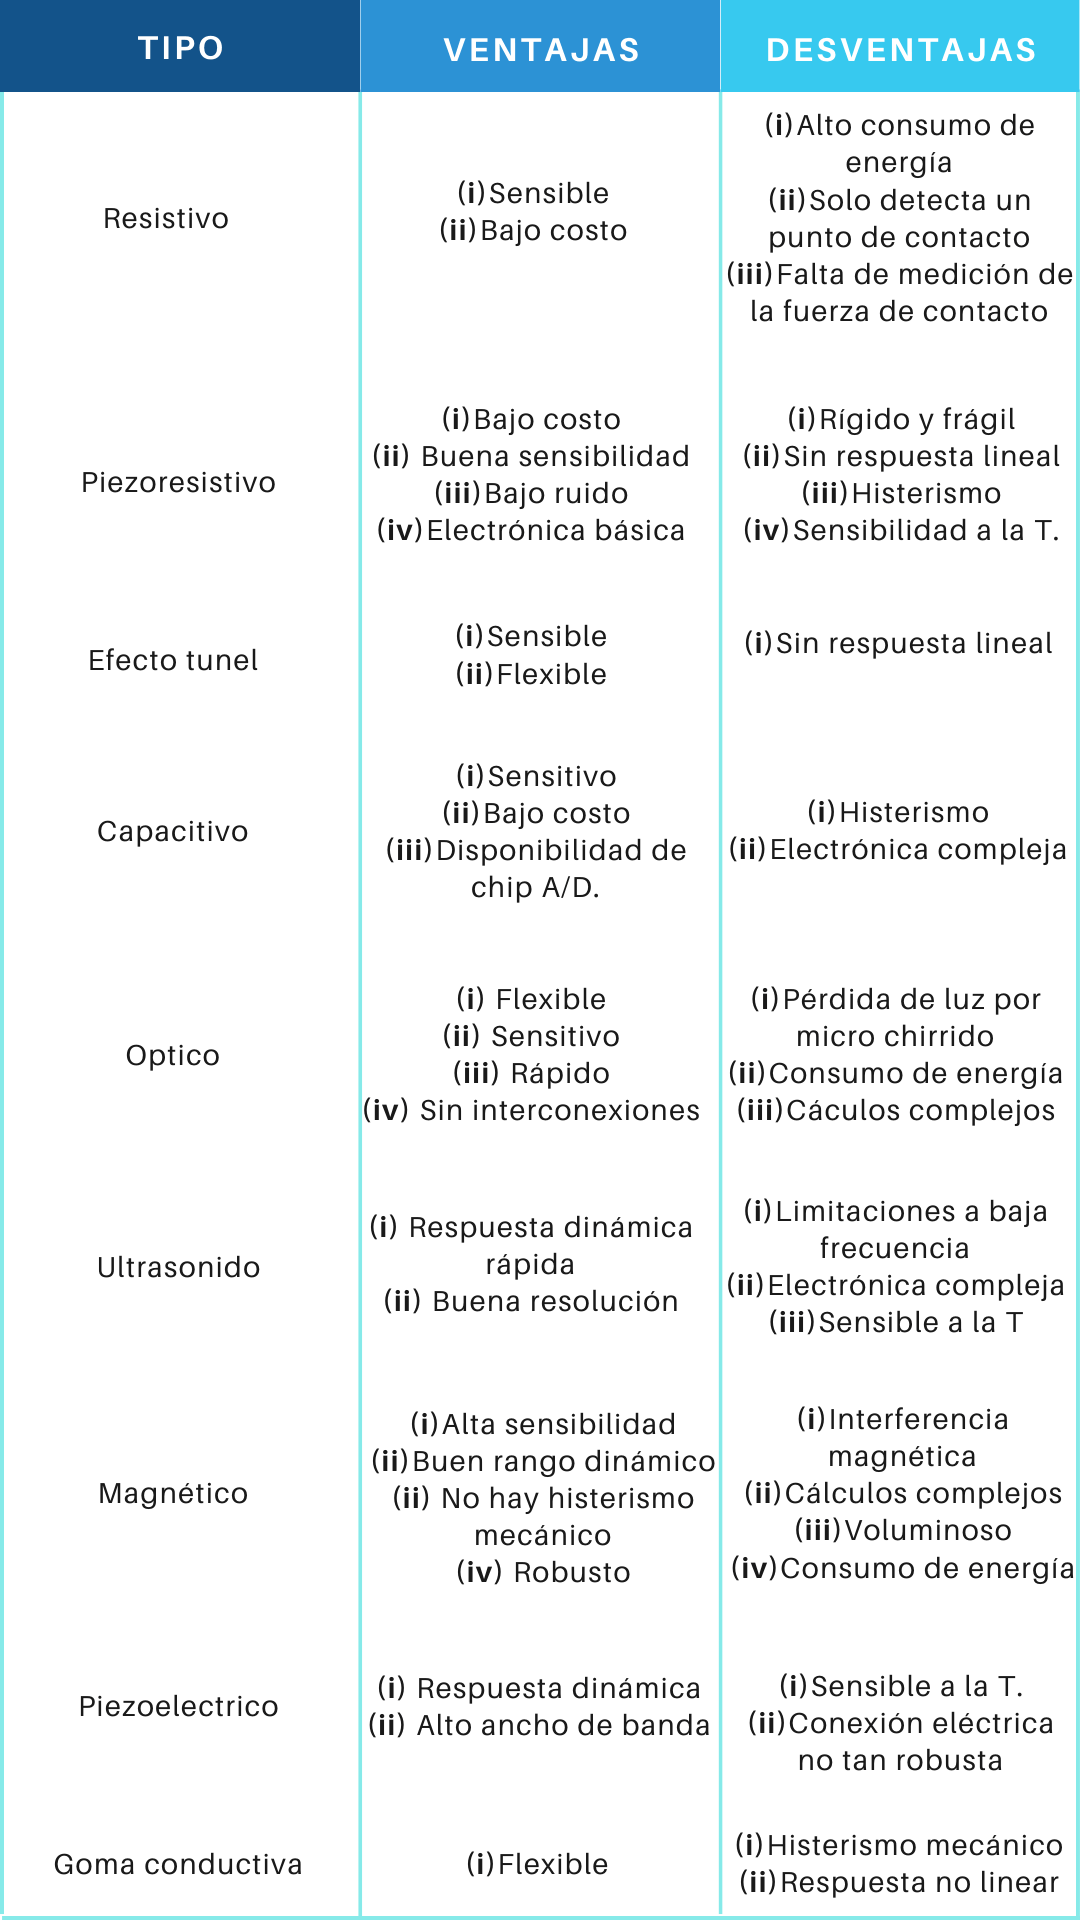 TIPO
VENTAJAS
DESVENTAJAS
Resistivo
(i)Sensible
(ii)Bajo costo
(i)Alto consumo de
energía
(ii)Solo detecta un
punto de contacto
(iii)Falta de medición de
la fuerza de contacto
Piezoresistivo
(i)Bajo costo
(ii) Buena sensibilidad
(iii)Bajo ruido
(iv)Electrónica básica
(i)Rígido y frágil
(ii)Sin respuesta lineal
(iii)Histerismo
(iv)Sensibilidad a la T.
Efecto tunel
(i)Sensible
(ii)Flexible
(i)Sin respuesta lineal
Capacitivo
(i)Sensitivo
(ii)Bajo costo
(iii)Disponibilidad de
chip A/D.
(i)Histerismo
(ii)Electrónica compleja
Optico
(i) Flexible
(ii) Sensitivo
(iii) Rápido
(iv) Sin interconexiones
(i)Pérdida de luz por
micro chirrido
(ii)Consumo de energía
(iii)Cáculos complejos
Ultrasonido
(i) Respuesta dinámica
rápida
(ii) Buena resolución
(i)Limitaciones a baja
frecuencia
(ii)Electrónica compleja
(iii)Sensible a la T
Magnético
(i)Alta sensibilidad
(ii)Buen rango dinámico
(ii) No hay histerismo
mecánico
(iv) Robusto
(i)Interferencia
magnética
(ii)Cálculos complejos
(iii)Voluminoso
(iv)Consumo de energía
Piezoelectrico
(i) Respuesta dinámica
(ii) Alto ancho de banda
(i)Sensible a la T.
(ii)Conexión eléctrica
no tan robusta
Goma conductiva
(i)Flexible
(i)Histerismo mecánico
(ii)Respuesta no linear